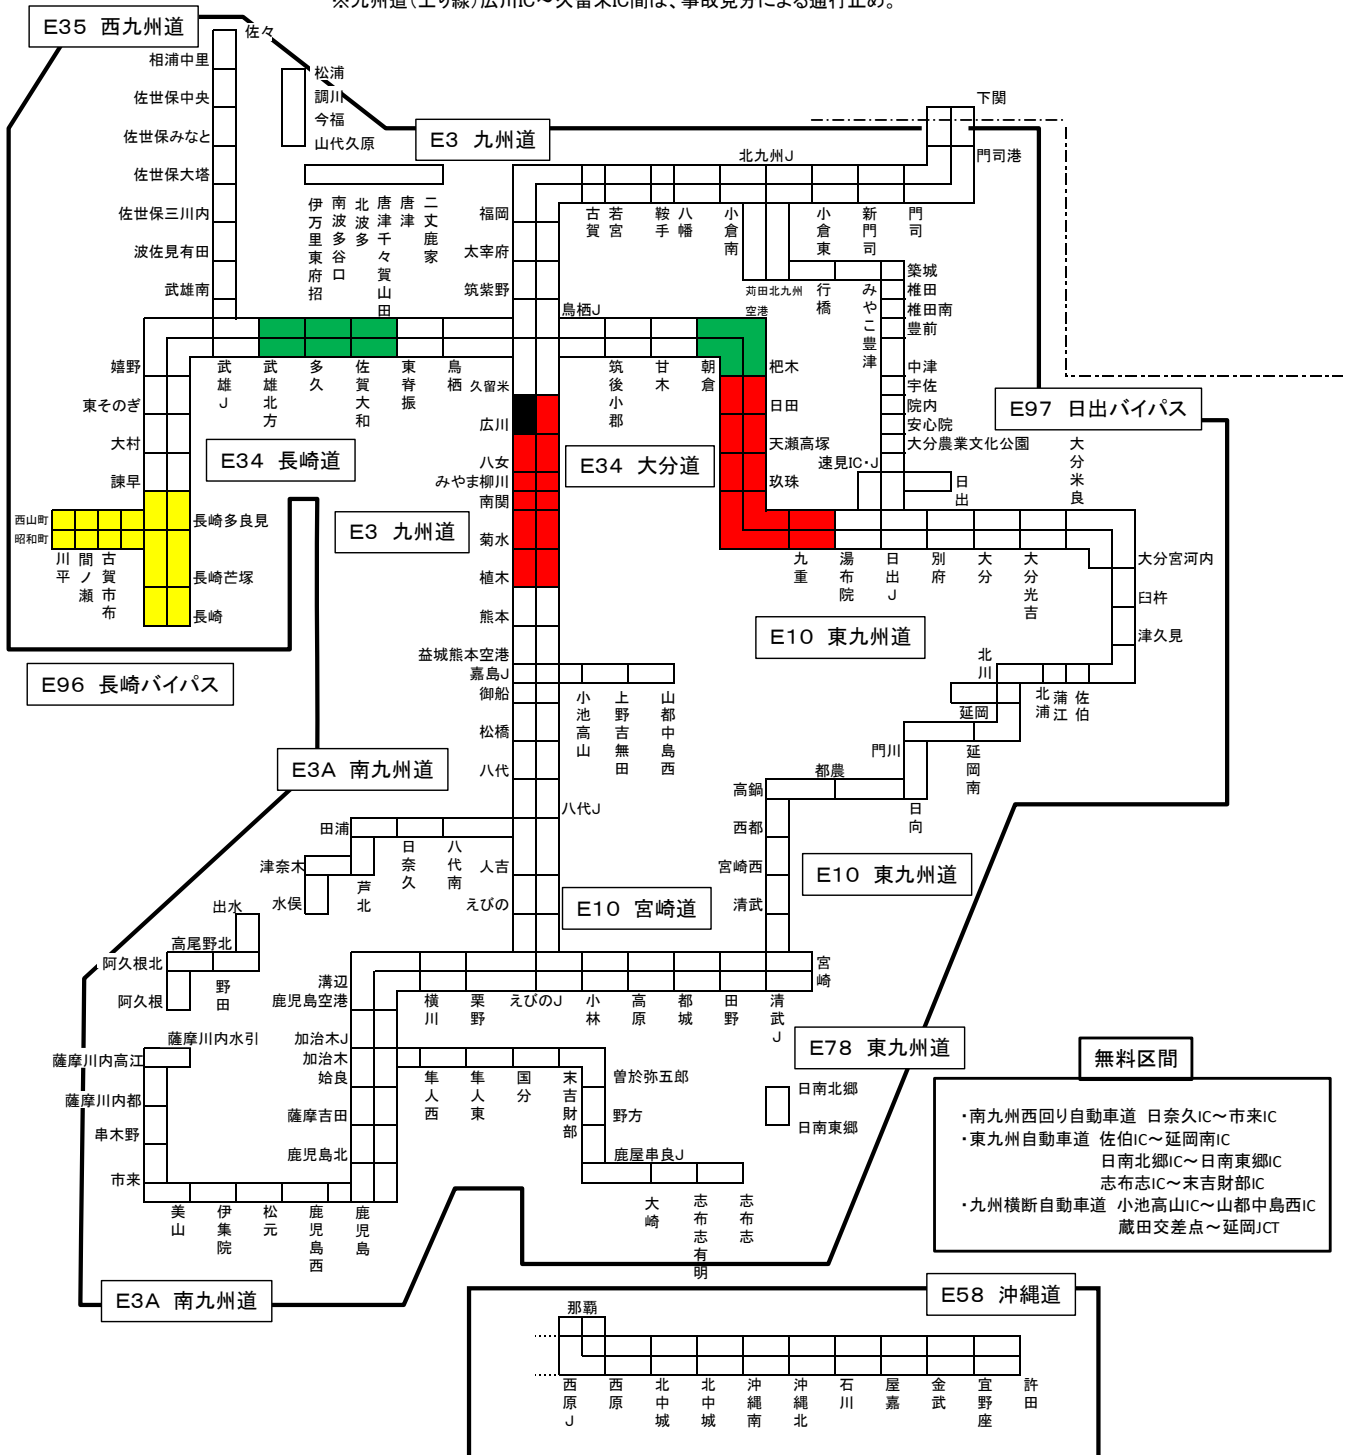 ※九州道(上り線)広川IC～久留米IC間は、事故見分による通行止め。
E35 西九州道
佐々
相浦中里
佐世保中央
佐世保みなと
佐世保大塔
佐世保三川内
波佐見有田
武雄南
松浦
調川
今福
山代久原
E3 九州道
伊万里東府招
南波多谷口
北波多
唐津千々賀山田
唐津
二丈鹿家
下関
門司港
北九州J
福岡
太宰府
筑紫野
鳥栖J
古賀
若宮
鞍手
八幡
小倉南
小倉東
新門司
門司
苅田北九州
空港
行橋
みやこ豊津
築城
椎田
椎田南
豊前
中津
宇佐
院内
安心院
大分農業文化公園
速見IC・J
日出
E97 日出バイパス
嬉野
東そのぎ
大村
諫早
武雄J
武雄北方
多久
佐賀大和
東脊振
鳥栖
久留米
広川
八女
みやま柳川
南関
菊水
植木
熊本
益城熊本空港
嘉島J
御船
松橋
八代
筑後小郡
甘木
朝倉
杷木
日田
天瀬高塚
玖珠
E34 長崎道
E34 大分道
E3 九州道
西山町
昭和町
川平
間ノ瀬
古賀市布
長崎多良見
長崎芒塚
長崎
九重
湯布院
日出J
別府
大分
大分光吉
大分米良
大分宮河内
臼杵
津久見
E10 東九州道
E96 長崎バイパス
小池高山
上野吉無田
山都中島西
北川
延岡
北浦
蒲江
佐伯
門川
延岡南
日向
都農
高鍋
西都
宮崎西
清武
E3A 南九州道
八代J
田浦
津奈木
水俣
芦北
日奈久
八代南
人吉
えびの
E10 宮崎道
E10 東九州道
出水
高尾野北
阿久根北
阿久根
野田
溝辺
鹿児島空港
横川
栗野
えびのJ
小林
高原
都城
田野
清武J
宮崎
E78 東九州道
薩摩川内水引
薩摩川内高江
薩摩川内都
串木野
市来
加治木J
加治木
姶良
薩摩吉田
鹿児島北
隼人西
隼人東
国分
末吉財部
曽於弥五郎
野方
鹿屋串良J
日南北郷
日南東郷
美山
伊集院
松元
鹿児島西
鹿児島
大崎
志布志有明
志布志
無料区間
・南九州西回り自動車道 日奈久IC～市来IC
・東九州自動車道 佐伯IC～延岡南IC
日南北郷IC～日南東郷IC
志布志IC～末吉財部IC
・九州横断自動車道 小池高山IC～山都中島西IC
蔵田交差点～延岡JCT
E3A 南九州道
E58 沖縄道
那覇
西原J
西原
北中城
北中城
沖縄南
沖縄北
石川
屋嘉
金武
宜野座
許田